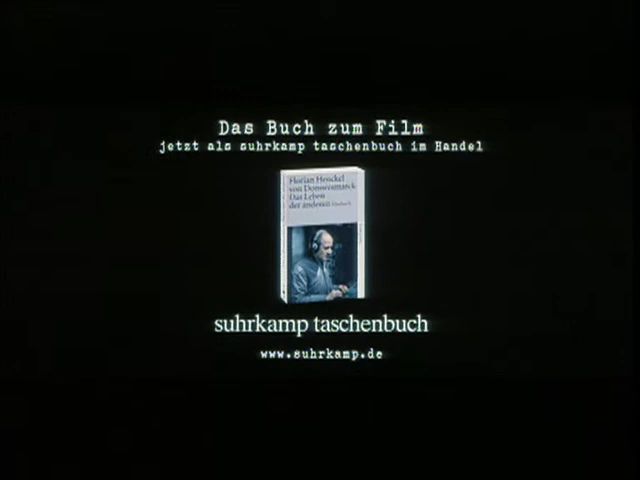 Das Buch zum Film
jetzt als suhrkamp taschenbuch im Handel
Florian Henckel
von Donnersmarck
Das Leben
der anderen Filmbuch
suhrkamp taschenbuch
www.suhrkamp.de